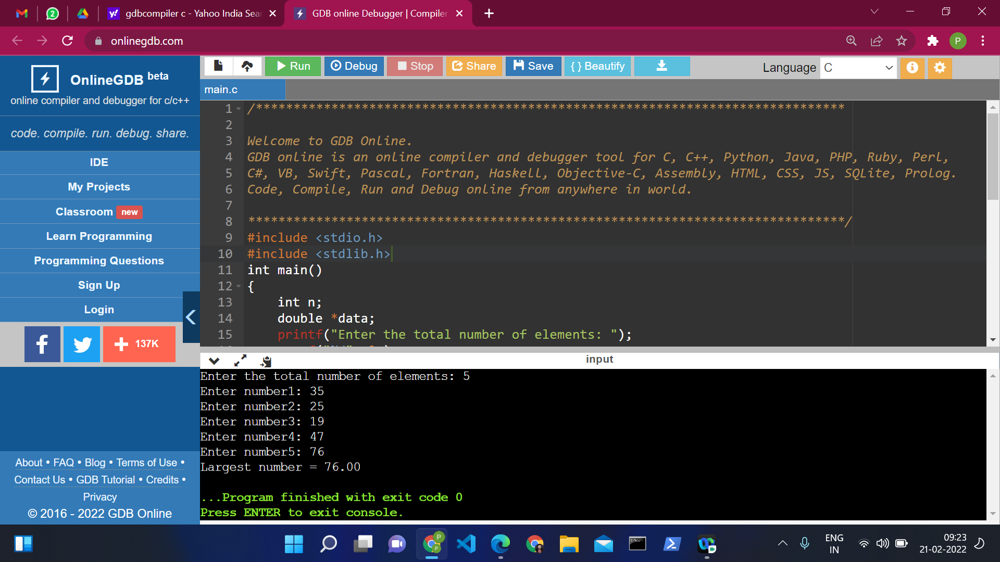 2
gdbcompiler c - Yahoo India Sear
GDB online Debugger | Compiler
onlinegdb.com
P
OnlineGDB beta
online compiler and debugger for c/c++
code. compile. run. debug. share.
IDE
My Projects
Classroom new
Learn Programming
Programming Questions
Sign Up
Login
137K
About • FAQ • Blog • Terms of Use •
Contact Us • GDB Tutorial • Credits •
Privacy
© 2016 - 2022 GDB Online
Run
Debug
Stop
Share
Save
{ } Beautify
Language C
main.c
1 /******************************************************************************
2
3 Welcome to GDB Online.
4 GDB online is an online compiler and debugger tool for C, C++, Python, Java, PHP, Ruby, Perl,
5 C#, VB, Swift, Pascal, Fortran, Haskell, Objective-C, Assembly, HTML, CSS, JS, SQLite, Prolog.
6 Code, Compile, Run and Debug online from anywhere in world.
7
8 *******************************************************************************/
9 #include <stdio.h>
10 #include <stdlib.h>
11 int main()
12 {
13 int n;
14 double *data;
15 printf("Enter the total number of elements: ");
input
Enter the total number of elements: 5
Enter number1: 35
Enter number2: 25
Enter number3: 19
Enter number4: 47
Enter number5: 76
Largest number = 76.00
...Program finished with exit code 0
Press ENTER to exit console.
ENG
IN
09:23
21-02-2022